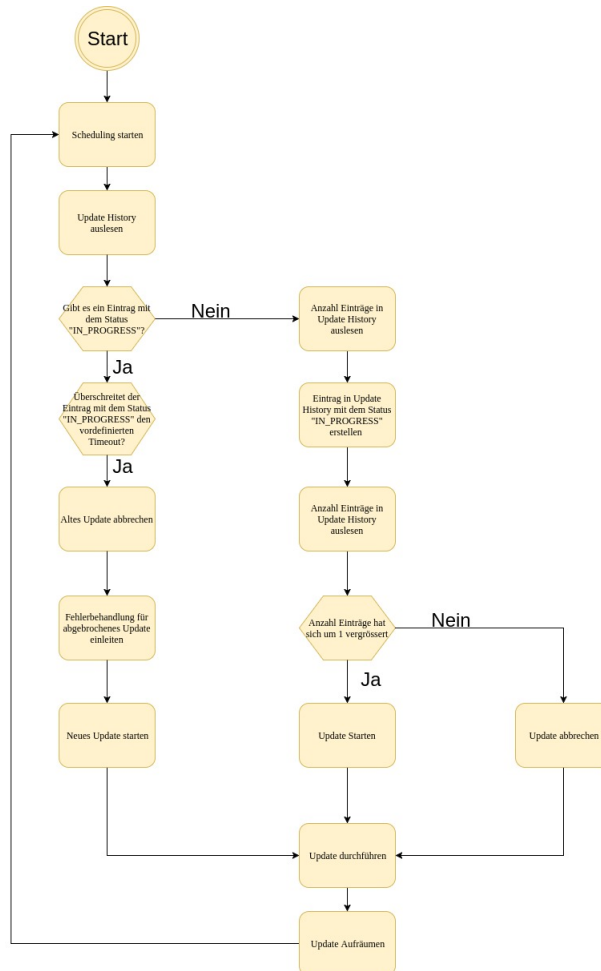 Start
Scheduling starten
Update History
auslesen
Gibt es ein Eintrag mit
dem Status
"IN_PROGRESS"?
Nein
Anzahl Einträge in
Update History
auslesen
Ja
Überschreitet der
Eintrag mit dem Status
"IN_PROGRESS" den
vordefinierten
Timeout?
Eintrag in Update
History mit dem Status
"IN_PROGRESS"
erstellen
Ja
Altes Update abbrechen
Anzahl Einträge in
Update History
auslesen
Fehlerbehandlung für
abgebrochenes Update
einleiten
Anzahl Einträge hat
sich um 1 vergrössert
Nein
Ja
Neues Update starten
Update Starten
Update abbrechen
Update durchführen
Update Aufräumen